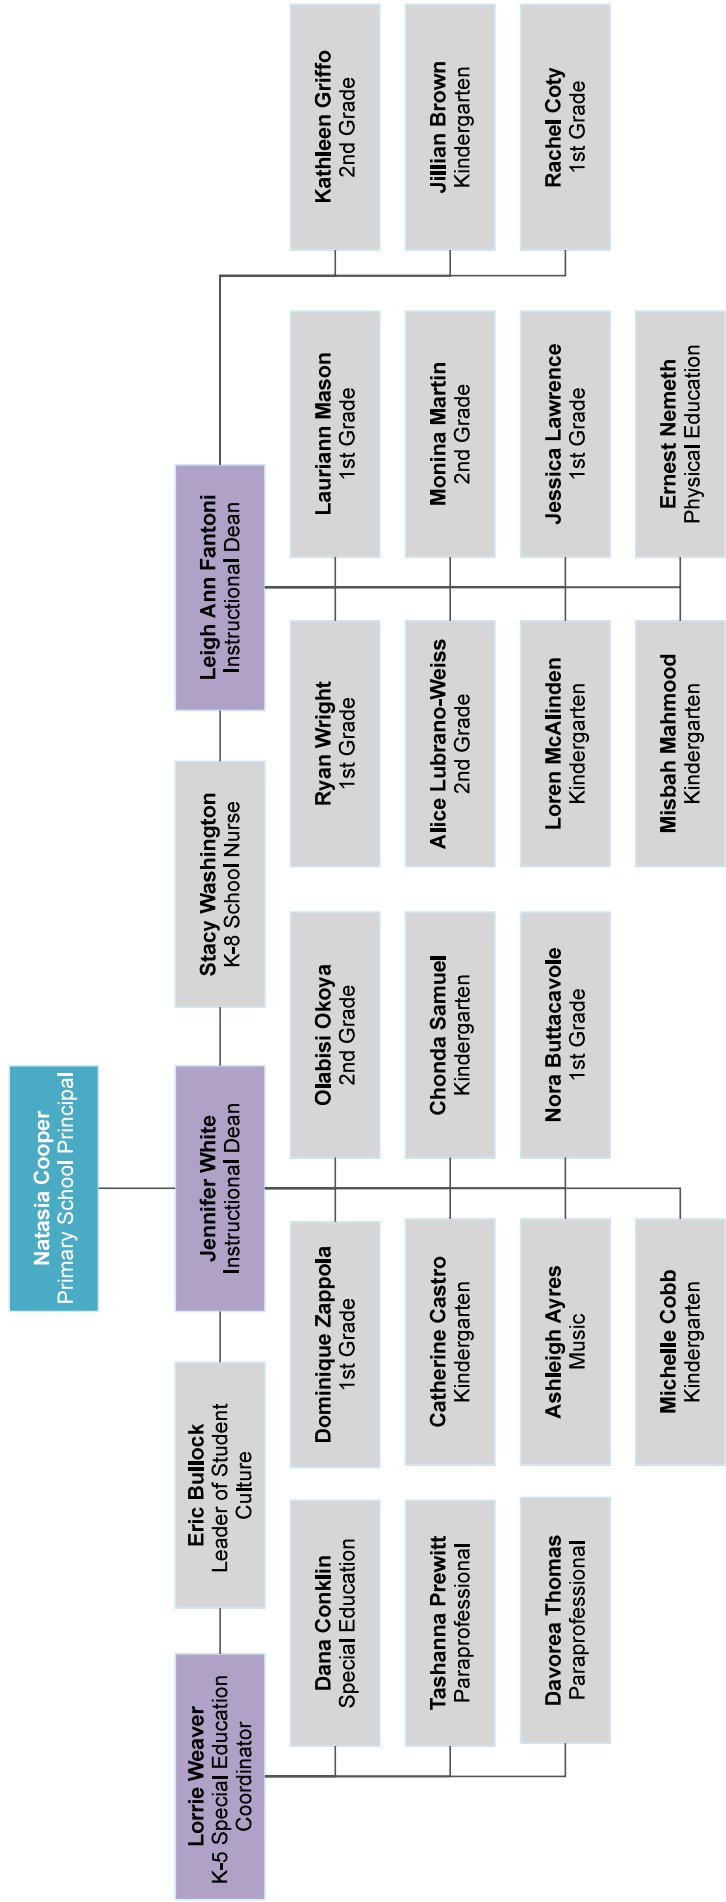 Natasia Cooper
Primary School Principal
Lorrie Weaver
K-5 Special Education
Coordinator
Eric Bullock
Leader of Student
Culture
Jennifer White
Instructional Dean
Stacy Washington
K-8 School Nurse
Leigh Ann Fantoni
Instructional Dean
Dana Conklin
Special Education
Dominique Zappola
1st Grade
Olabisi Okoya
2nd Grade
Ryan Wright
1st Grade
Lauriann Mason
1st Grade
Kathleen Griffo
2nd Grade
Tashanna Prewitt
Paraprofessional
Catherine Castro
Kindergarten
Chonda Samuel
Kindergarten
Alice Lubrano-Weiss
2nd Grade
Monina Martin
2nd Grade
Jillian Brown
Kindergarten
Davorea Thomas
Paraprofessional
Ashleigh Ayres
Music
Nora Buttacavole
1st Grade
Loren McAlinden
Kindergarten
Jessica Lawrence
1st Grade
Rachel Coty
1st Grade
Michelle Cobb
Kindergarten
Misbah Mahmood
Kindergarten
Ernest Nemeth
Physical Education